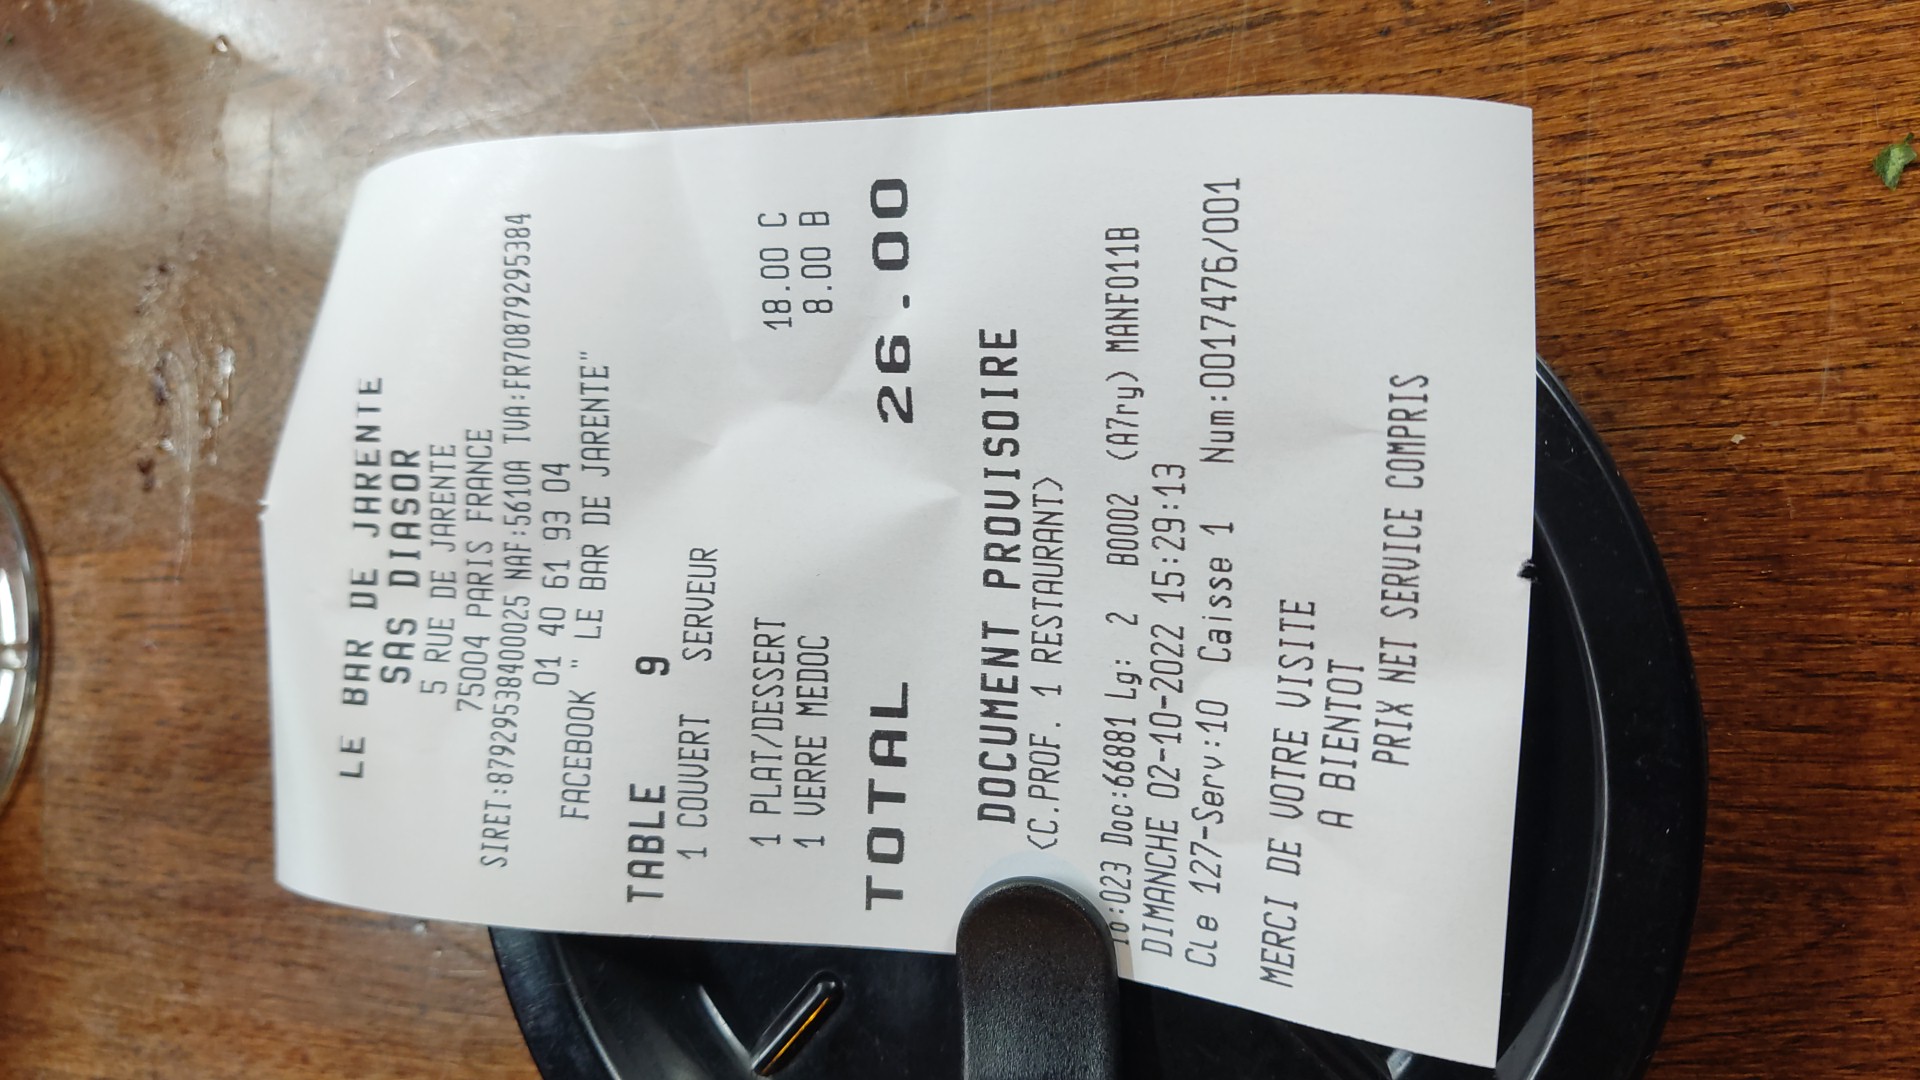 LE BAR DE JARENTE
SAS DIASOR
5 RUE DE JARENTE
75004 PARIS FRANCE
SIRET:87929538400025 NAF:5610A TVA:FR70879295384
01 40 61 93 04
FACEBOOK " LE BAR DE JARENTE"
TABLE 9
1 COUVERT SERVEUR
1 PLAT/DESSERT 18.00 C
1 VERRE MEDOC 8.00 B
TOTAL 26.00
DOCUMENT PROVISOIRE
<C.PROF. 1 RESTAURANT>
Doc:66881 Lg: 2 B0002 (A7ry) MANF011B
DIMANCHE 02-10-2022 15:29:13
Cle 127-Serv:10 Caisse 1 Num:0017476/001
MERCI DE VOTRE VISITE
A BIENTOT
PRIX NET SERVICE COMPRIS